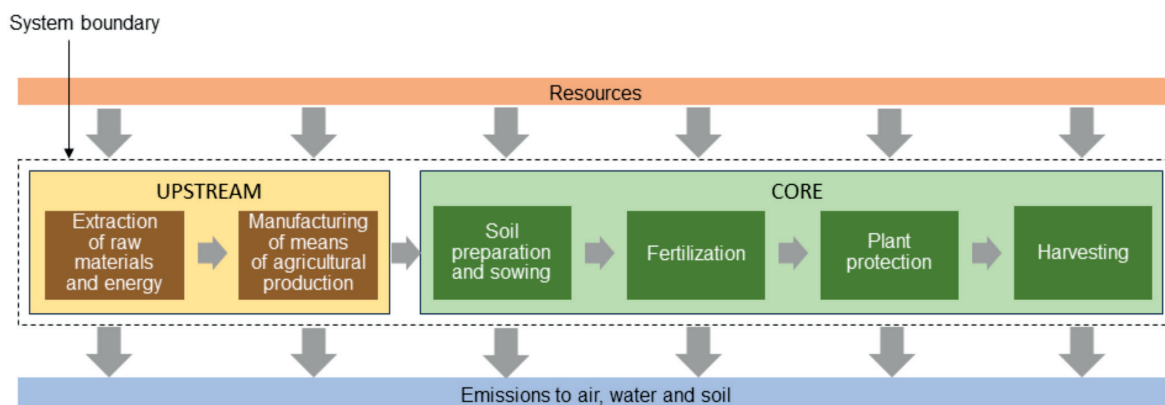 System boundary
Resources
UPSTREAM
CORE
Extraction
of raw
materials
and energy
Manufacturing
of means
of agricultural
production
Soil
preparation
and sowing
Fertilization
Plant
protection
Harvesting
Emissions to air, water and soil